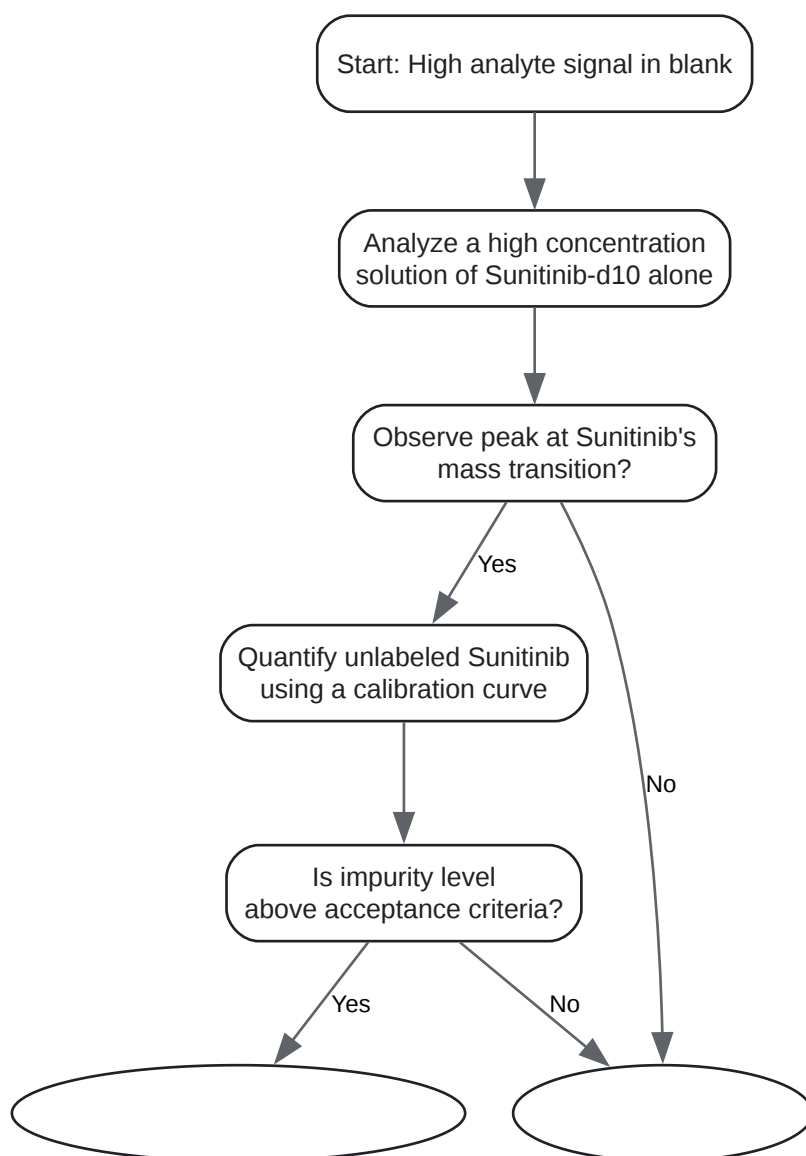 Start: High analyte signal in blank
Analyze a high concentration
solution of Sunitinib-d10 alone
Observe peak at Sunitinib's
mass transition?
Yes
Quantify unlabeled Sunitinib
using a calibration curve
No
Is impurity level
above acceptance criteria?
Yes
No